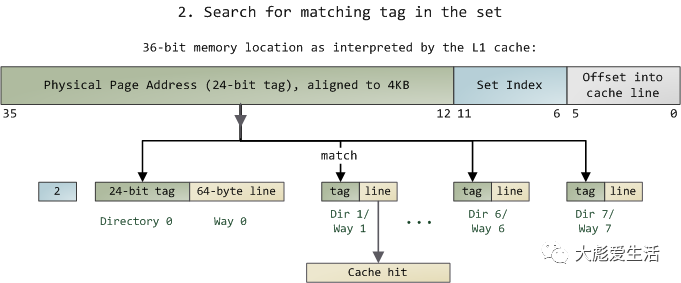 2. Search for matching tag in the set
36-bit memory location as interpreted by the L1 cache:
Physical Page Address (24-bit tag), aligned to 4KB
Set Index
Offset into
cache line
35
12
11
6
5
0
match
2
24-bit tag
64-byte line
tag
line
tag
line
tag
line
Directory 0
Way 0
Dir 1/
Way 1
...
Dir 6/
Way 6
Dir 7/
Way 7
大彪爱生活
Cache hit